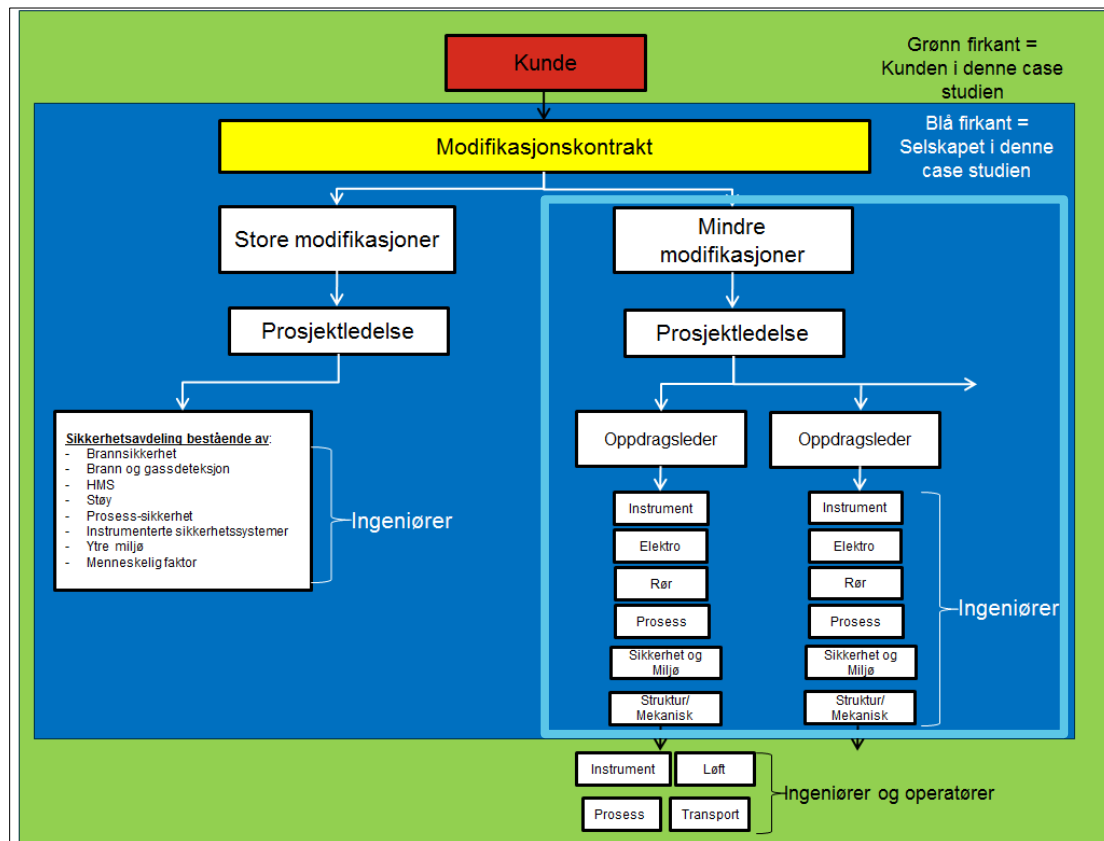 Kunde
Grønn firkant =
Kunden i denne case
studien
Blå firkant =
Selskapet i denne
case studien
Modifikasjonskontrakt
Store modifikasjoner
Mindre
modifikasjoner
Prosjektledelse
Prosjektledelse
Sikkerhetsavdeling bestående av:
- Brannsikkerhet
- Brann og gassdeteksjon
- HMS
- Støy
- Prosess-sikkerhet
- Instrumenterte sikkerhetssystemer
- Ytre miljø
- Menneskelig faktor
Ingeniører
Oppdragsleder
Oppdragsleder
Instrument
Elektro
Rør
Prosess
Sikkerhet og
Miljø
Struktur/
Mekanisk
Instrument
Elektro
Rør
Prosess
Sikkerhet og
Miljø
Struktur/
Mekanisk
Ingeniører
Instrument
Løft
Prosess
Transport
Ingeniører og operatører